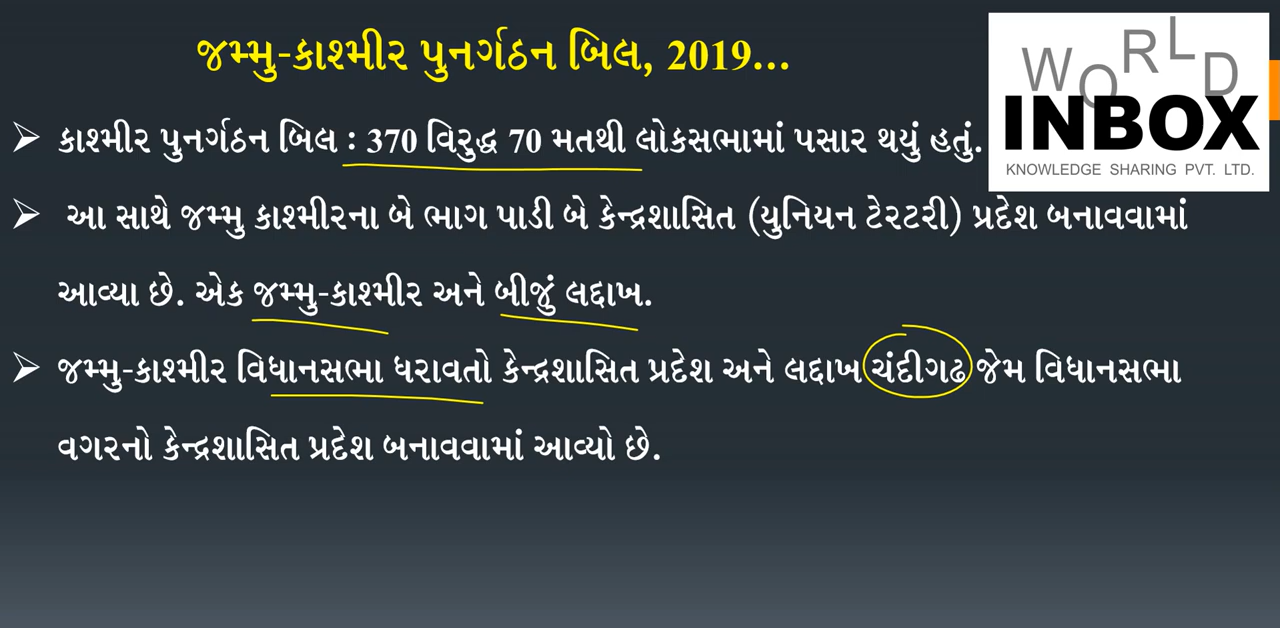 જમ્મુ-કાશ્મીર પુનર્ગઠન બિલ, 2019...
WORLD
INBOX
KNOWLEDGE SHARING PVT. LTD.
➢ કાશ્મીર પુનર્ગઠન બિલ : 370 વિરુદ્ધ 70 મતથી લોકસભામાં પસાર થયું હતું.
➢ આ સાથે જમ્મુ કાશ્મીરના બે ભાગ પાડી બે કેન્દ્રશાસિત (યુનિયન ટેરટરી) પ્રદેશ બનાવવામાં
આવ્યા છે. એક જમ્મુ-કાશ્મીર અને બીજું લદ્દાખ.
➢ જમ્મુ-કાશ્મીર વિધાનસભા ધરાવતો કેન્દ્રશાસિત પ્રદેશ અને લદ્દાખ ચંદીગઢ જેમ વિધાનસભા
વગરનો કેન્દ્રશાસિત પ્રદેશ બનાવવામાં આવ્યો છે.